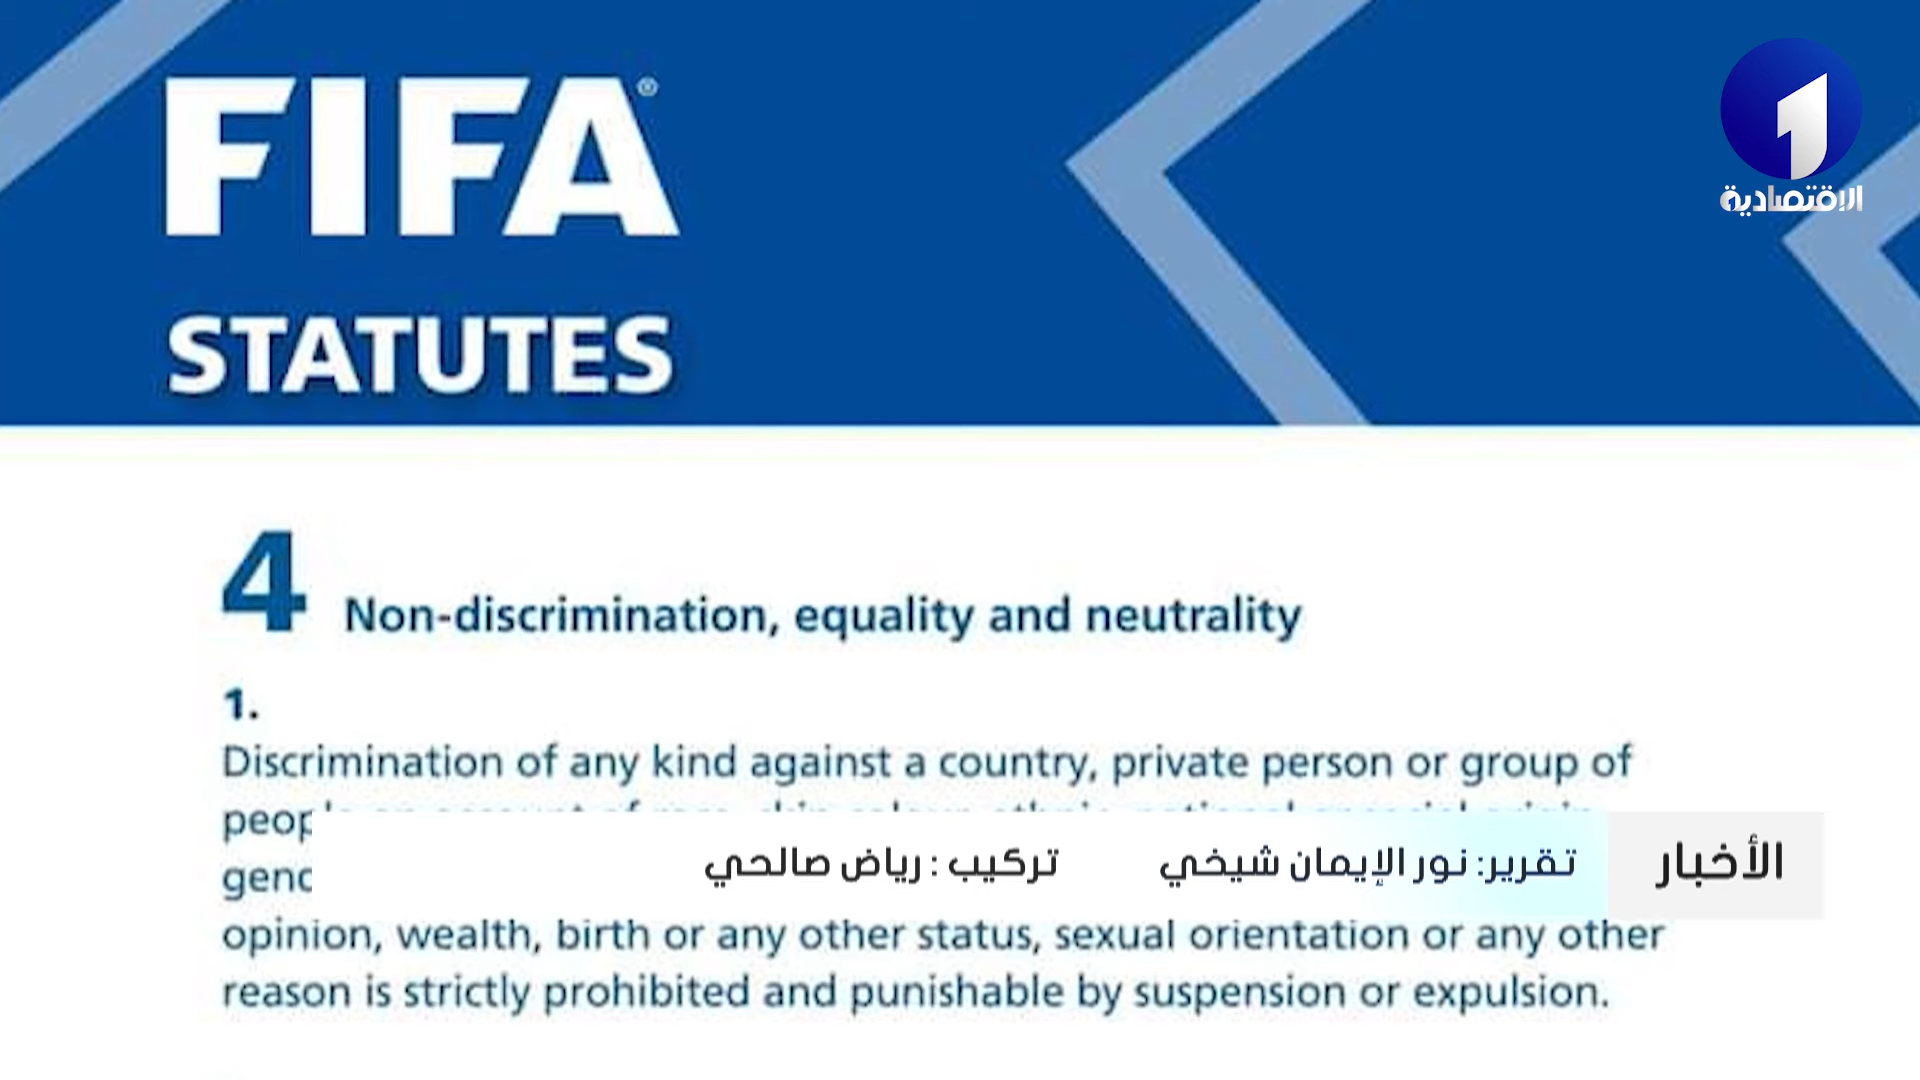 FIFA®
STATUTES
الاقتصادية
4 Non-discrimination, equality and neutrality
1.
Discrimination of any kind against a country, private person or group of
الأخبار
تقرير: نور الإيمان شيخي
تركيب : رياض صالحي
opinion, wealth, birth or any other status, sexual orientation or any other
reason is strictly prohibited and punishable by suspension or expulsion.